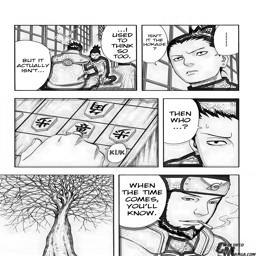 ......
ISN'T
IT THE
HOKAGE?
...I
USED
TO
THINK
SO
TOO.
BUT IT
ACTUALLY
ISN'T...
THEN
WHO
...?
KLIK
WHEN
THE TIME
COMES,
YOU'LL
KNOW.